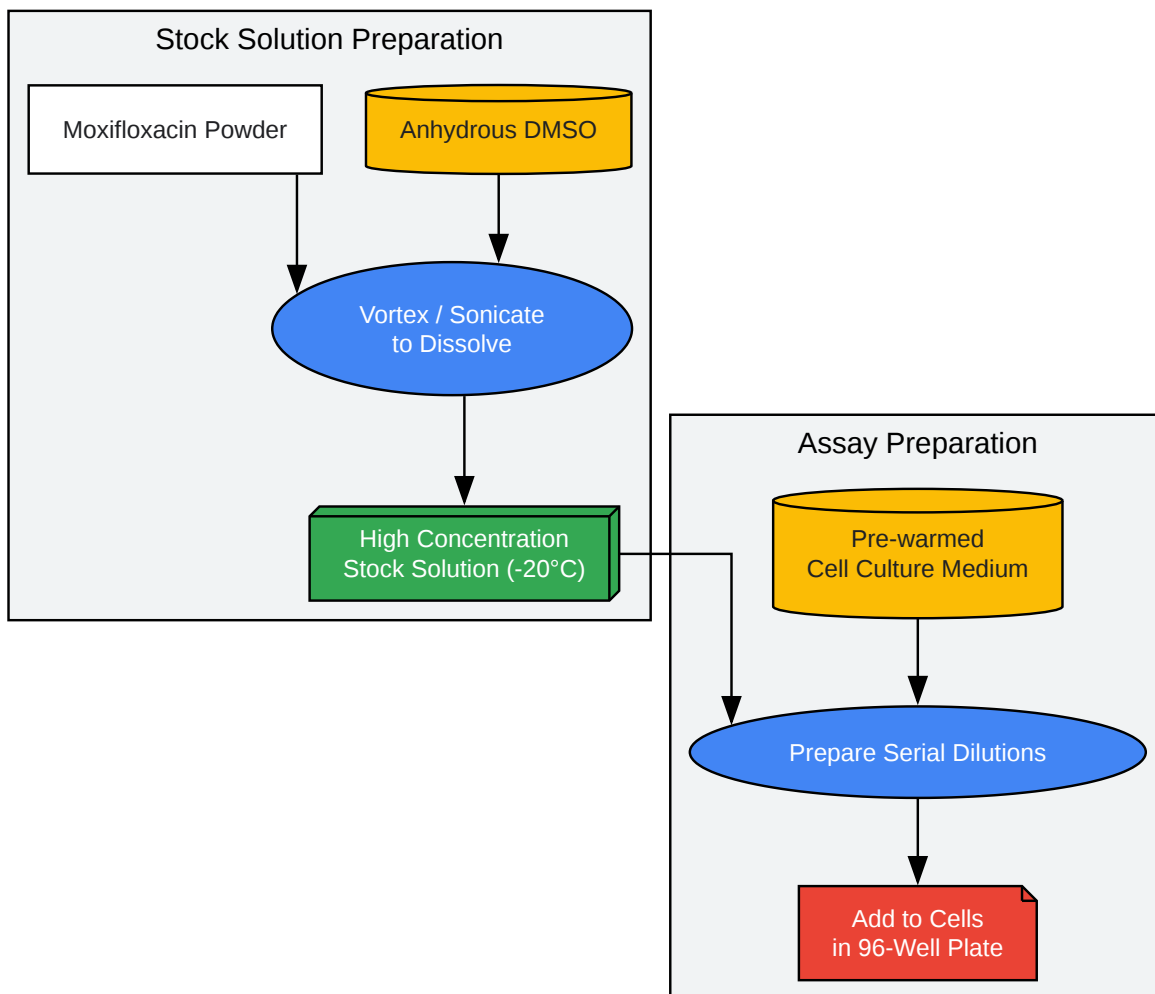 Stock Solution Preparation
Moxifloxacin Powder
Anhydrous DMSO
Vortex / Sonicate
to Dissolve
High Concentration
Stock Solution (-20°C)
Assay Preparation
Pre-warmed
Cell Culture Medium
Prepare Serial Dilutions
Add to Cells
in 96-Well Plate